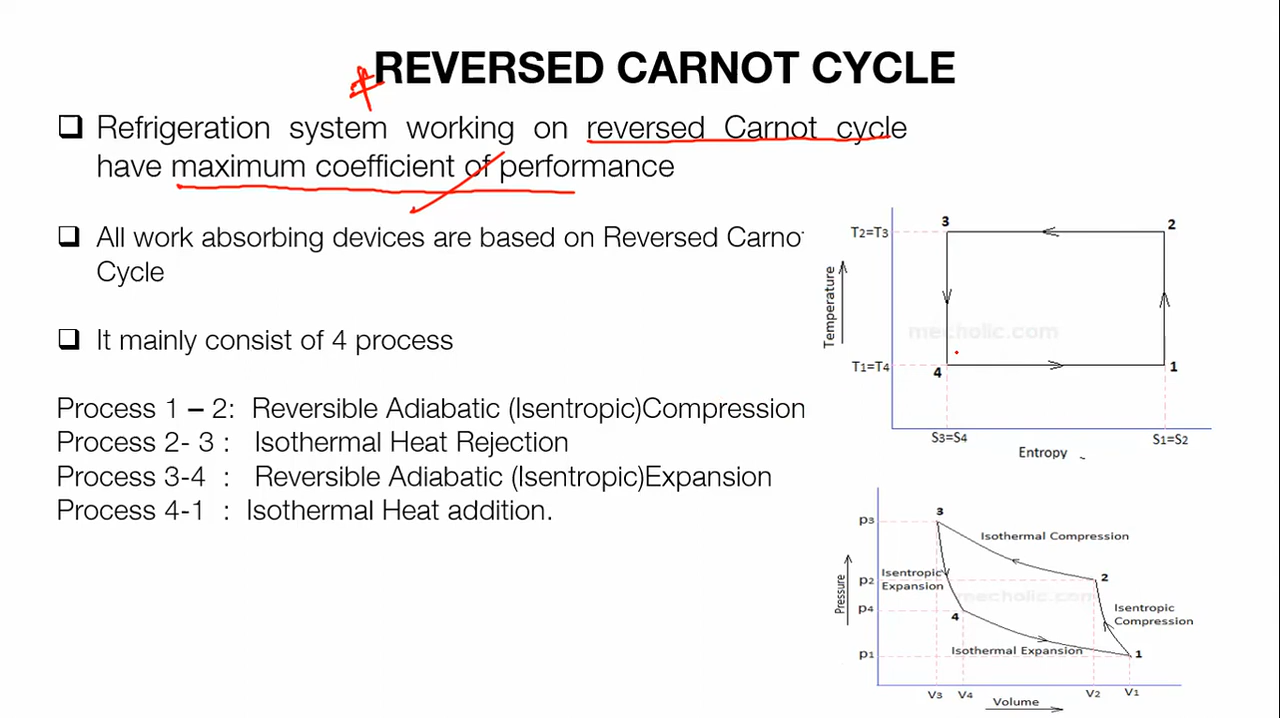 REVERSED CARNOT CYCLE
❑ Refrigeration system working on reversed Carnot cycle
have maximum coefficient of performance
❑ All work absorbing devices are based on Reversed Carno
Cycle
❑ It mainly consist of 4 process
Process 1 – 2: Reversible Adiabatic (Isentropic)Compression
Process 2- 3 : Isothermal Heat Rejection
Process 3-4 : Reversible Adiabatic (Isentropic)Expansion
Process 4-1 : Isothermal Heat addition.
3
2
T2=T3
Temperature
mecholic.com
T1=T4
4
1
S3=S4
S1=S2
Entropy
3
p3
Isothermal Compression
Isentropic
Expansion
p2
2
Pressure
mecholic.com
p4
4
Isentropic
Compression
Isothermal Expansion
p1
1
V3
V4
V2
V1
Volume